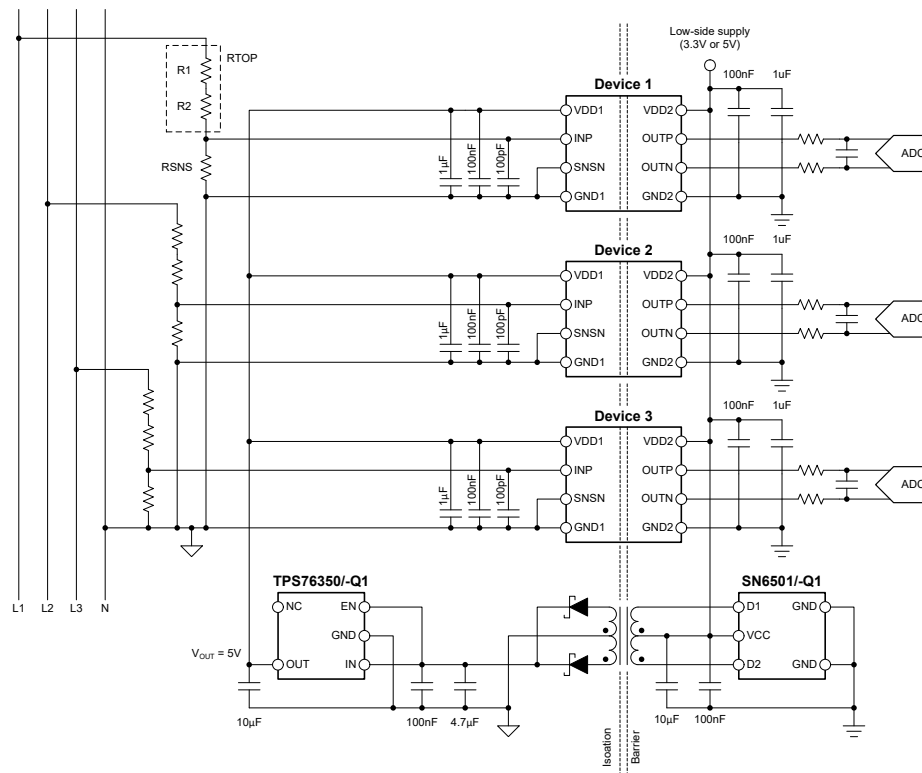 Low-side supply
(3.3V or 5V)
RTOP
R1
R2
RSNS
100nF
1uF
Device 1
VDD1
VDD2
INP
OUTP
SNSN
OUTN
GND1
GND2
1µF
100nF
100pF
ADC
100nF
1uF
Device 2
VDD1
VDD2
INP
OUTP
SNSN
OUTN
GND1
GND2
1µF
100nF
100pF
ADC
100nF
1uF
Device 3
VDD1
VDD2
INP
OUTP
SNSN
OUTN
GND1
GND2
1µF
100nF
100pF
ADC
L1
L2
L3
N
TPS76350/-Q1
NC
EN
GND
OUT
IN
VOUT = 5V
10µF
100nF
4.7µF
SN6501/-Q1
D1
GND
VCC
D2
GND
10µF
100nF
Isoation
Barrier